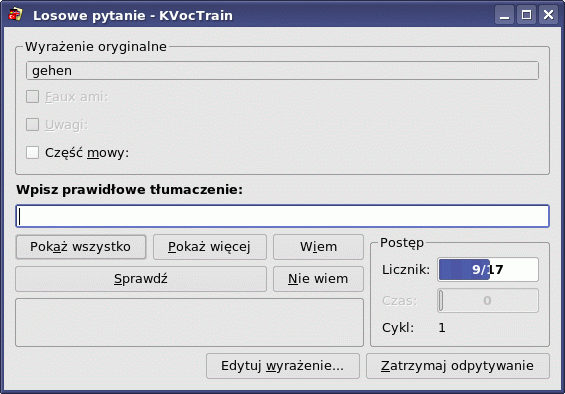 Losowe pytanie - KVocTrain
Wyrażenie oryginalne
gehen
Faux ami:
Uwagi:
Część mowy:
Wpisz prawidłowe tłumaczenie:
Pokaż wszystko Pokaż więcej Wiem
Sprawdź Nie wiem
Postęp
Licznik: 9/17
Czas: 0
Cykl: 1
Edytuj wyrażenie... Zatrzymaj odpytywanie